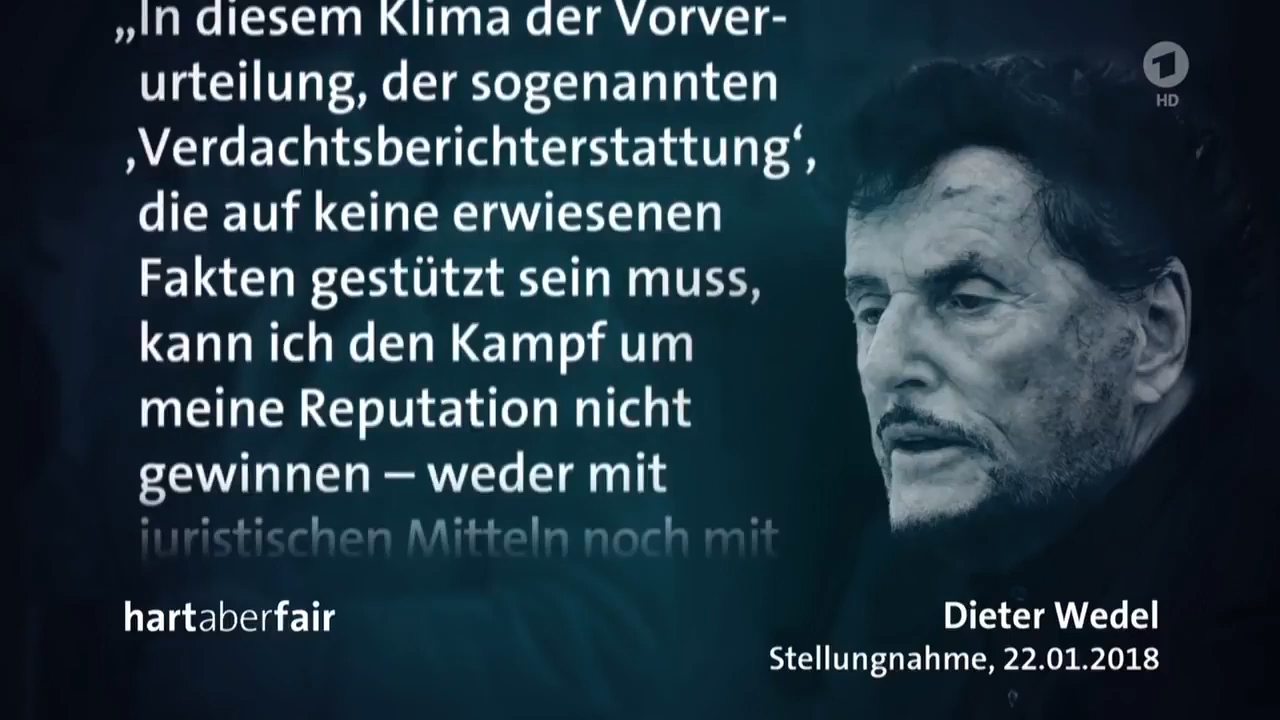 „In diesem Klima der Vorver-
urteilung, der sogenannten
‚Verdachtsberichterstattung‘,
die auf keine erwiesenen
Fakten gestützt sein muss,
kann ich den Kampf um
meine Reputation nicht
gewinnen – weder mit
juristischen Mitteln noch mit
hartaberfair
Dieter Wedel
Stellungnahme, 22.01.2018
1
HD